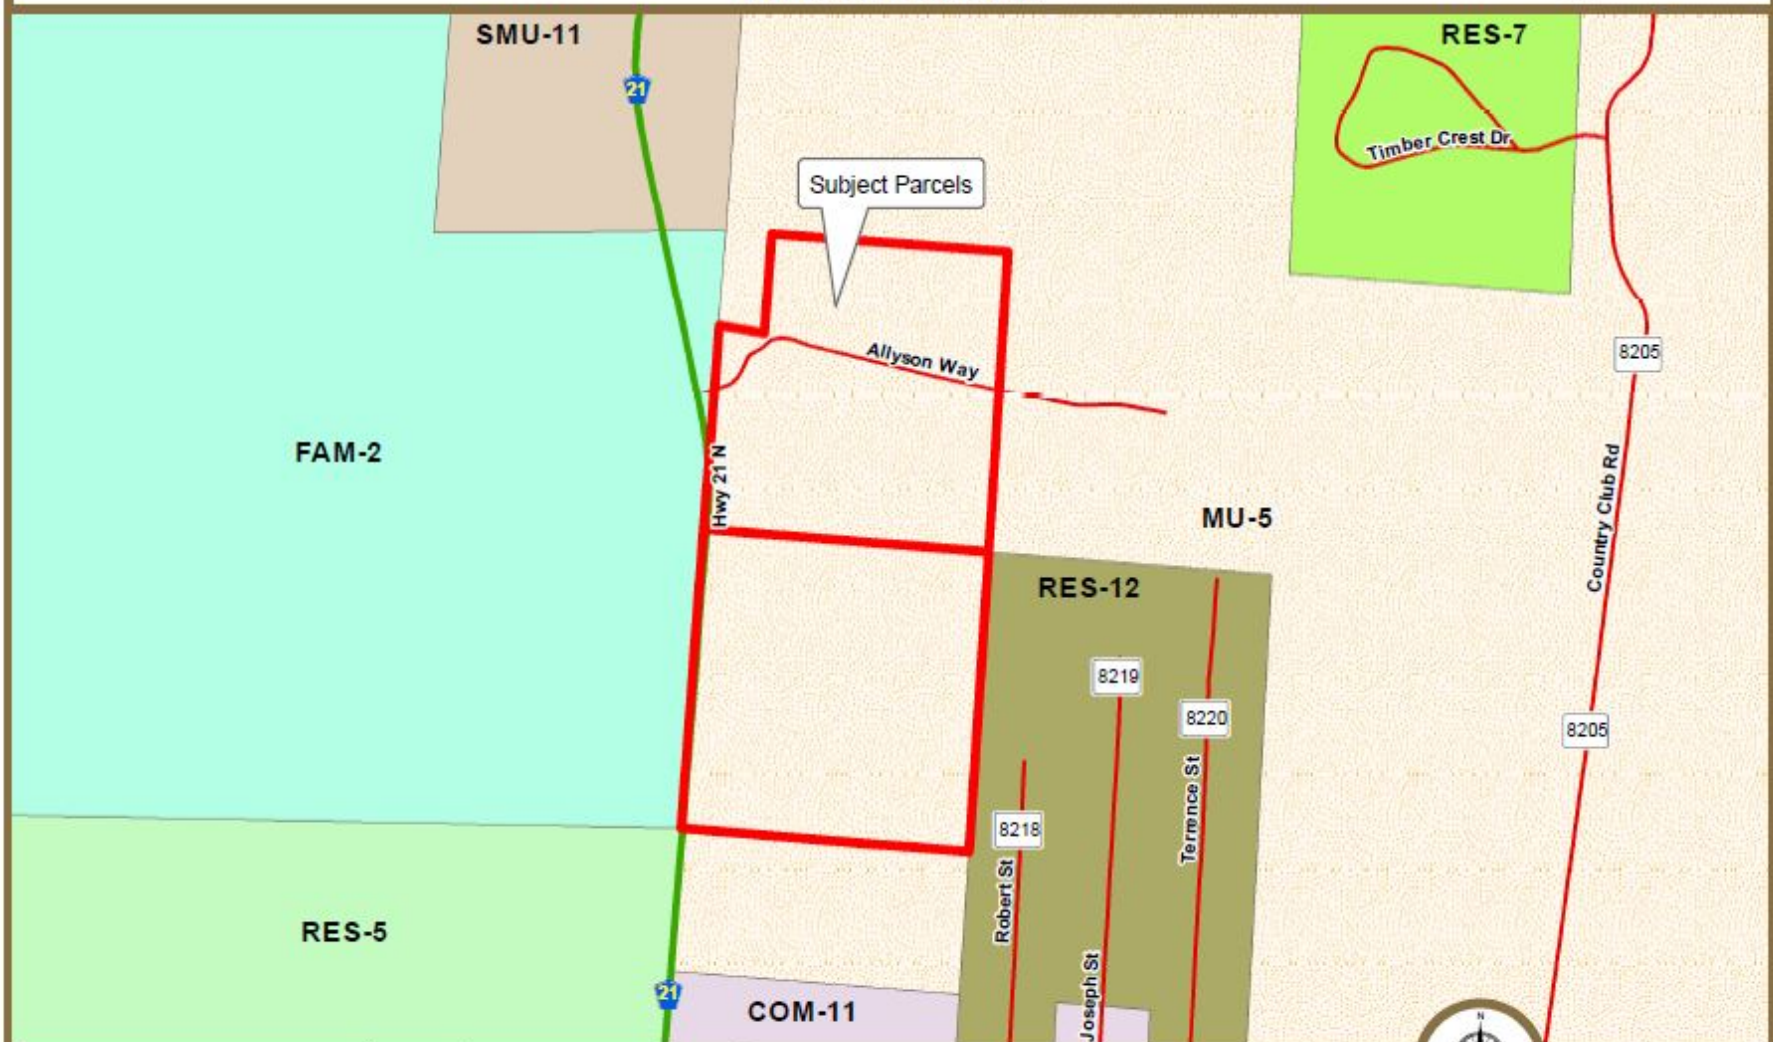 SMU-11
RES-7
21
Timber Crest Dr
Subject Parcels
Allyson Way
8205
FAM-2
Hwy 21 N
Country Club Rd
MU-5
RES-12
8219
8220
8205
Terrence St
8218
Robert St
RES-5
Joseph St
21
COM-11
N